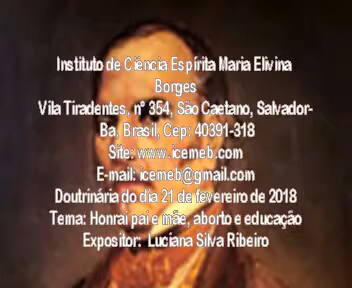 Instituto de Ciência Espírita Maria Elivina
Borges
Vila Tiradentes, n° 354, São Caetano, Salvador-
Ba, Brasil, Cep: 40391-318
Site: www.icemeb.com
E-mail: icemeb@gmail.com
Doutrinária do dia 21 de fevereiro de 2018
Tema: Honrai pai e mãe, aborto e educação
Expositor: Luciana Silva Ribeiro